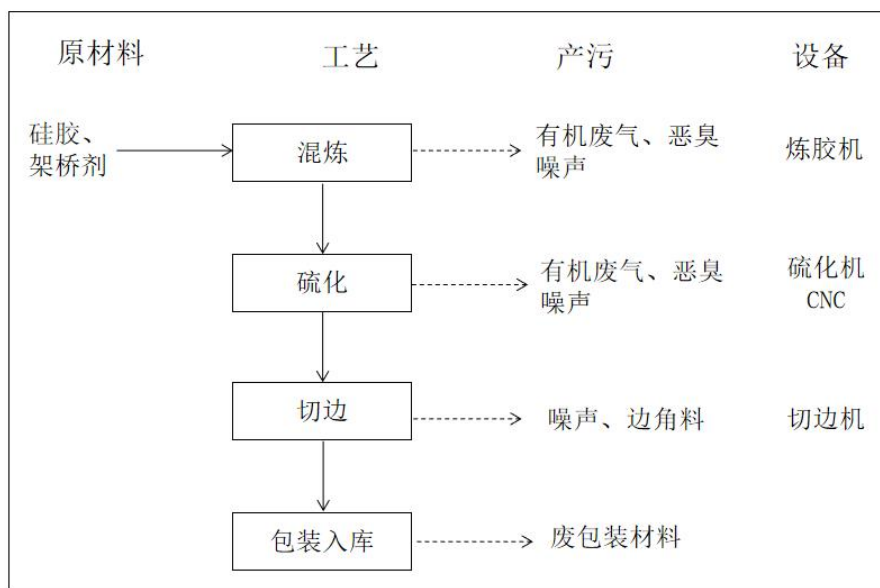 原材料 工艺 产污 设备
硅胶、
架桥剂
混炼
有机废气、恶臭
噪声
炼胶机
硫化
有机废气、恶臭
噪声
硫化机
CNC
切边
噪声、边角料
切边机
包装入库
废包装材料